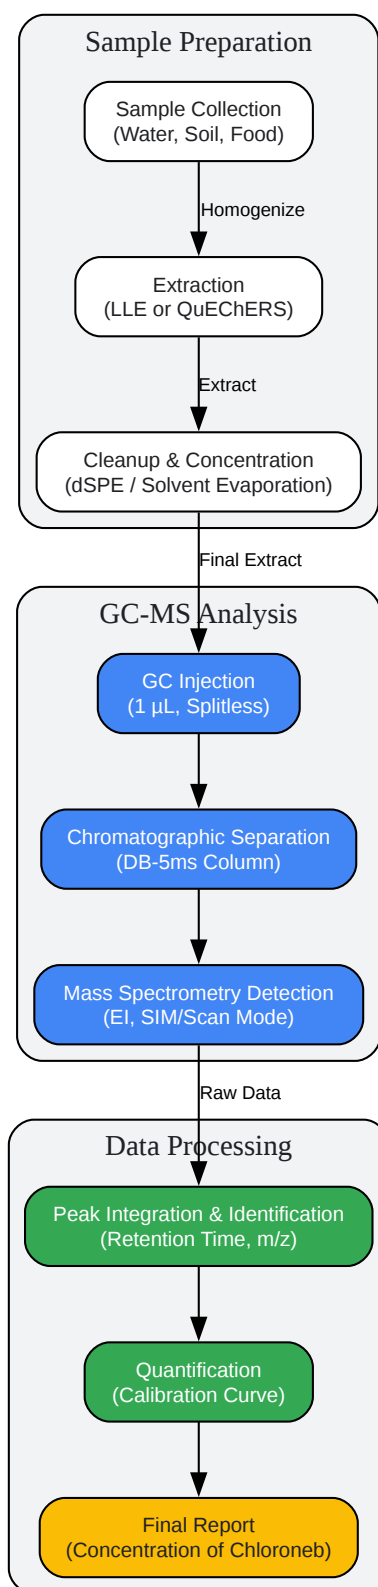 Sample Preparation
Sample Collection
(Water, Soil, Food)
Homogenize
Extraction
(LLE or QuEChERS)
Extract
Cleanup & Concentration
(dSPE / Solvent Evaporation)
Final Extract
GC-MS Analysis
GC Injection
(1 µL, Splitless)
Chromatographic Separation
(DB-5ms Column)
Mass Spectrometry Detection
(EI, SIM/Scan Mode)
Raw Data
Data Processing
Peak Integration & Identification
(Retention Time, m/z)
Quantification
(Calibration Curve)
Final Report
(Concentration of Chloroneb)